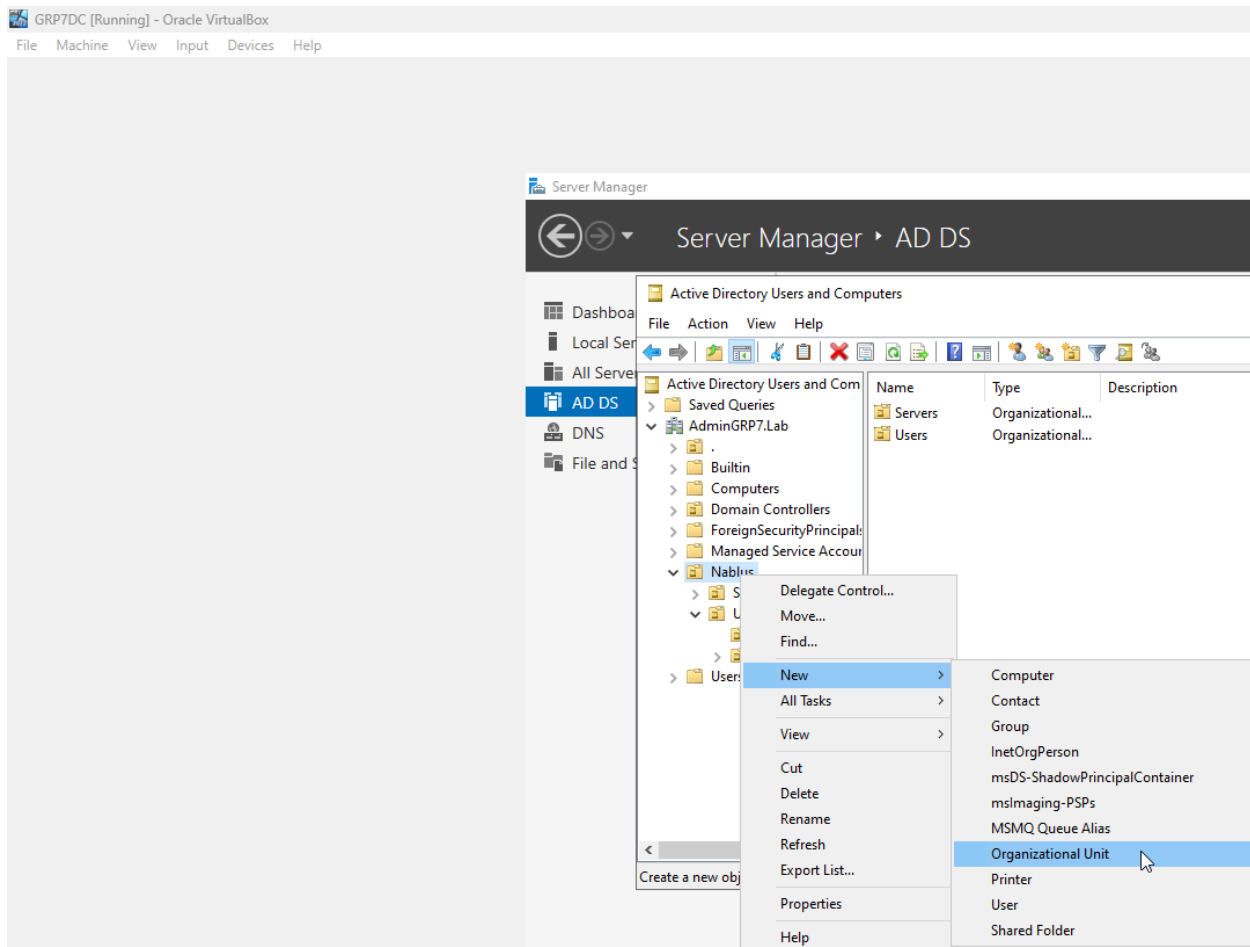 GRP7DC [Running] - Oracle VirtualBox
File Machine View Input Devices Help
Server Manager
Server Manager ‣ AD DS
Dashboa
Local Ser
All Server
AD DS
DNS
File and S
Active Directory Users and Computers
File Action View Help
Active Directory Users and Com
Saved Queries
AdminGRP7.Lab
.
Builtin
Computers
Domain Controllers
ForeignSecurityPrincipals
Managed Service Accour
Nablus
S
U
Users
Name Type Description
Servers Organizational...
Users Organizational...
Create a new obj
Delegate Control...
Move...
Find...
New
All Tasks
View
Cut
Delete
Rename
Refresh
Export List...
Properties
Help
Computer
Contact
Group
InetOrgPerson
msDS-ShadowPrincipalContainer
msImaging-PSPs
MSMQ Queue Alias
Organizational Unit
Printer
User
Shared Folder